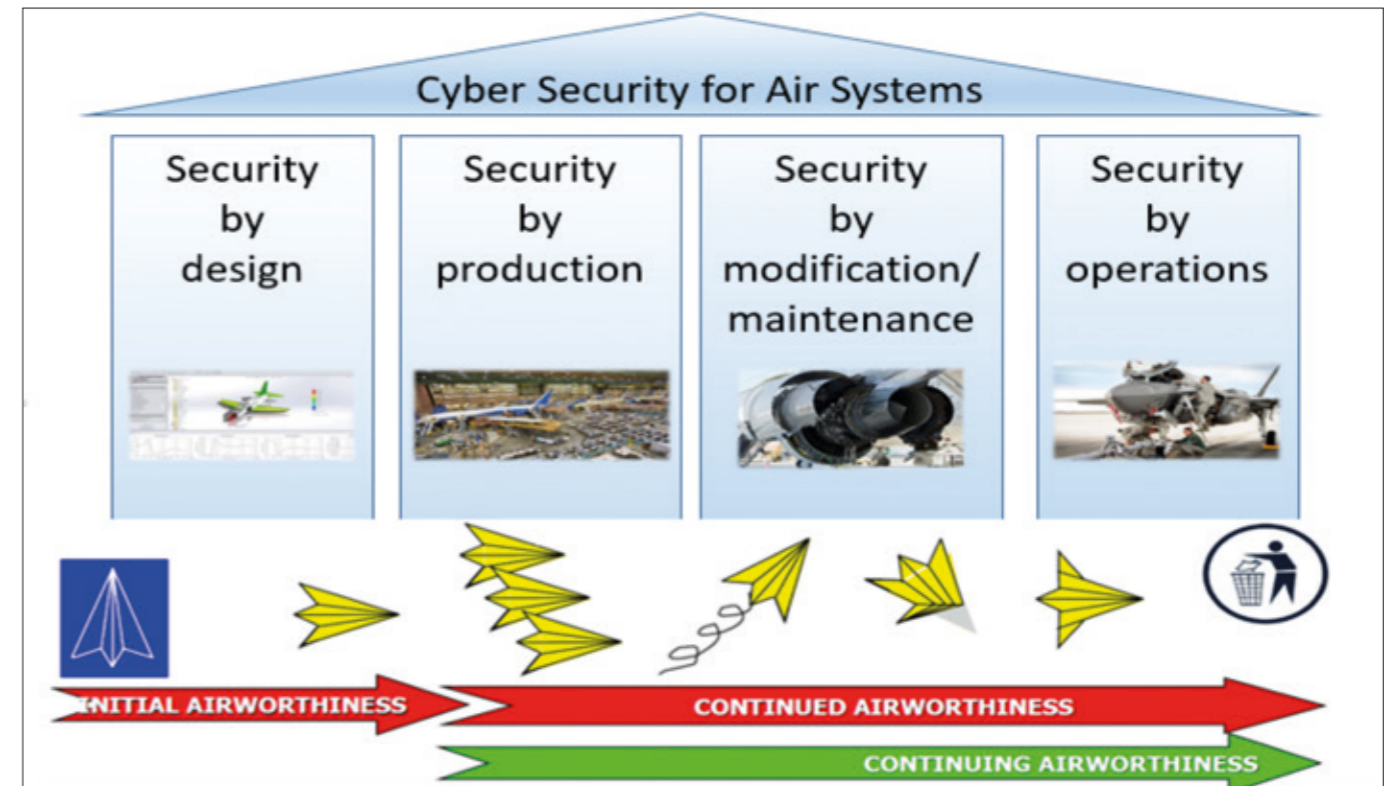 Cyber Security for Air Systems
Security
by
design
Security
by
production
Security
by
modification/
maintenance
Security
by
operations
INITIAL AIRWORTHINESS
CONTINUED AIRWORTHINESS
CONTINUING AIRWORTHINESS